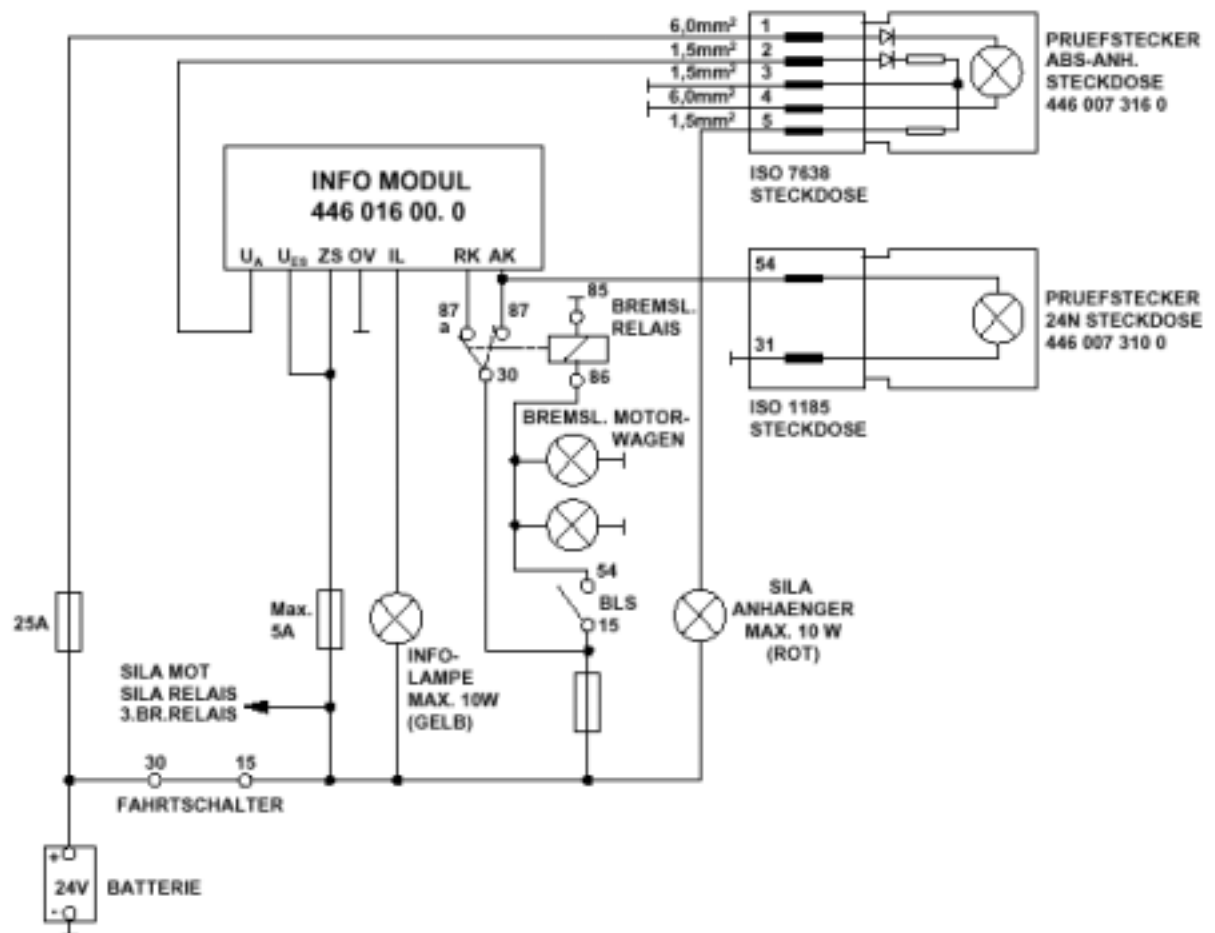 6,0mm² 1
1,5mm² 2
1,5mm² 3
6,0mm² 4
1,5mm² 5
PRUEFSTECKER
ABS-ANH.
STECKDOSE
446 007 316 0
ISO 7638
STECKDOSE
INFO MODUL
446 016 00. 0
UA UES ZS OV IL RK AK
54
31
PRUEFSTECKER
24N STECKDOSE
446 007 310 0
ISO 1185
STECKDOSE
87
a
87
30
85
86
BREMSL.
RELAIS
BREMSL. MOTOR-
WAGEN
54
BLS
15
25A
Max.
5A
INFO-
LAMPE
MAX. 10W
(GELB)
SILA
ANHAENGER
MAX. 10 W
(ROT)
SILA MOT
SILA RELAIS
3.BR.RELAIS
30 15
FAHRTSCHALTER
+
24V
-
BATTERIE